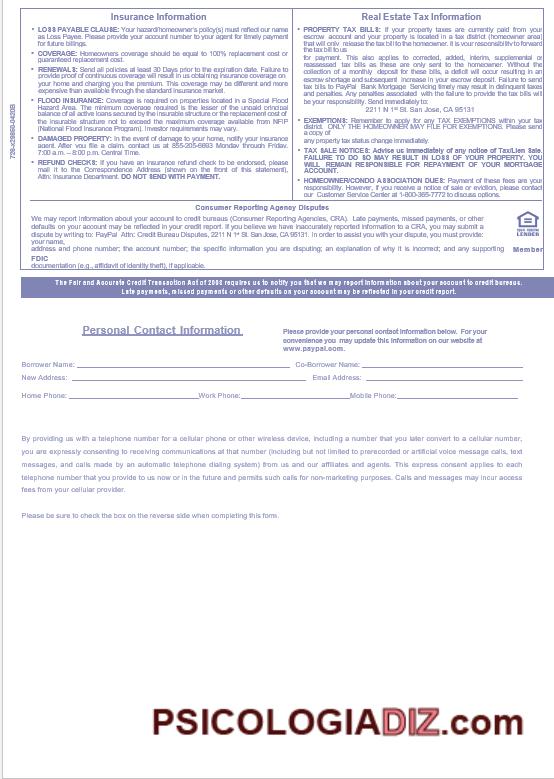 Insurance Information
• LOSS PAYABLE CLAUSE: Your hazard/homeowner's policy(s) must reflect our name
as Loss Payee. Please provide your account number to your agent for timely payment
for future billings.
• COVERAGE: Homeowners coverage should be equal to 100% replacement cost or
guaranteed replacement cost.
• RENEWALS: Send all policies at least 30 Days prior to the expiration date. Failure to
provide proof of continuous coverage will result in us obtaining insurance coverage on
your home and charging you the premium. This coverage may be different and more
expensive than available through the standard insurance market.
• FLOOD INSURANCE: Coverage is required on properties located in a Special Flood
Hazard Area. The minimum coverage required is the lesser of the unpaid principal
balance of all active loans secured by the insurable structure or the replacement cost of
the insurable structure not to exceed the maximum coverage available from NFIP
(National Flood Insurance Program). Investor requirements may vary.
• DAMAGED PROPERTY: In the event of damage to your home, notify your insurance
agent. After you file a claim, contact us at 855-205-6693 Monday through Friday,
7:00 a.m. – 8:00 p.m. Central Time.
• REFUND CHECKS: If you have an insurance refund check to be endorsed, please
mail it to the Correspondence Address (shown on the front of this statement),
Attn: Insurance Department. DO NOT SEND WITH PAYMENT.
Real Estate Tax Information
• PROPERTY TAX BILLS: If your property taxes are currently paid from your
escrow account and your property is located in a tax district (homeowner area)
that will only release the tax bill to the homeowner, it is your responsibility to forward
the tax bill to us
for payment. This also applies to corrected, added, interim, supplemental or
reassessed tax bills as these are only sent to the homeowner. Without the
collection of a monthly deposit for these bills, a deficit will occur resulting in an
escrow shortage and subsequent increase in your escrow deposit. Failure to send
tax bills to PayPal Bank Mortgage Servicing timely may result in delinquent taxes
and penalties. Any penalties associated with the failure to provide the tax bills will
be your responsibility. Send immediately to:
2211 N 1st St. San Jose, CA 95131
• EXEMPTIONS: Remember to apply for any TAX EXEMPTIONS within your tax
district. ONLY THE HOMEOWNER MAY FILE FOR EXEMPTIONS. Please send
a copy of
any property tax status change immediately.
• TAX SALE NOTICES: Advise us immediately of any notice of Tax/Lien Sale.
FAILURE TO DO SO MAY RESULT IN LOSS OF YOUR PROPERTY. YOU
WILL REMAIN RESPONSIBLE FOR REPAYMENT OF YOUR MORTGAGE
ACCOUNT.
• HOMEOWNER/CONDO ASSOCIATION DUES: Payment of these fees are your
responsibility. However, if you receive a notice of sale or eviction, please contact
our Customer Service Center at 1-800-365-7772 to discuss options.
Consumer Reporting Agency Disputes
We may report information about your account to credit bureaus (Consumer Reporting Agencies, CRA). Late payments, missed payments, or other
defaults on your account may be reflected in your credit report. If you believe we have inaccurately reported information to a CRA, you may submit a
dispute by writing to: PayPal Attn: Credit Bureau Disputes, 2211 N 1st St. San Jose, CA 95131. In order to assist you with your dispute, you must provide:
your name,
address and phone number; the account number; the specific information you are disputing; an explanation of why it is incorrect; and any supporting
FDIC
documentation (e.g., affidavit of identity theft), if applicable.
LENDER
Member
The Fair and Accurate Credit Transaction Act of 2003 requires us to notify you that we may report information about your account to credit bureaus.
Late payments, missed payments or other defaults on your account may be reflected in your credit report.
Personal Contact Information
Please provide your personal contact information below. For your
convenience you may update this information on our website at
www.paypal.com.
Borrower Name: Co-Borrower Name:
New Address: Email Address:
Home Phone: Work Phone: Mobile Phone:
By providing us with a telephone number for a cellular phone or other wireless device, including a number that you later convert to a cellular number,
you are expressly consenting to receiving communications at that number (including but not limited to prerecorded or artificial voice message calls, text
messages, and calls made by an automatic telephone dialing system) from us and our affiliates and agents. This express consent applies to each
telephone number that you provide to us now or in the future and permits such calls for non-marketing purposes. Calls and messages may incur access
fees from your cellular provider.
Please be sure to check the box on the reverse side when completing this form.
PSICOLOGIADIZ.com